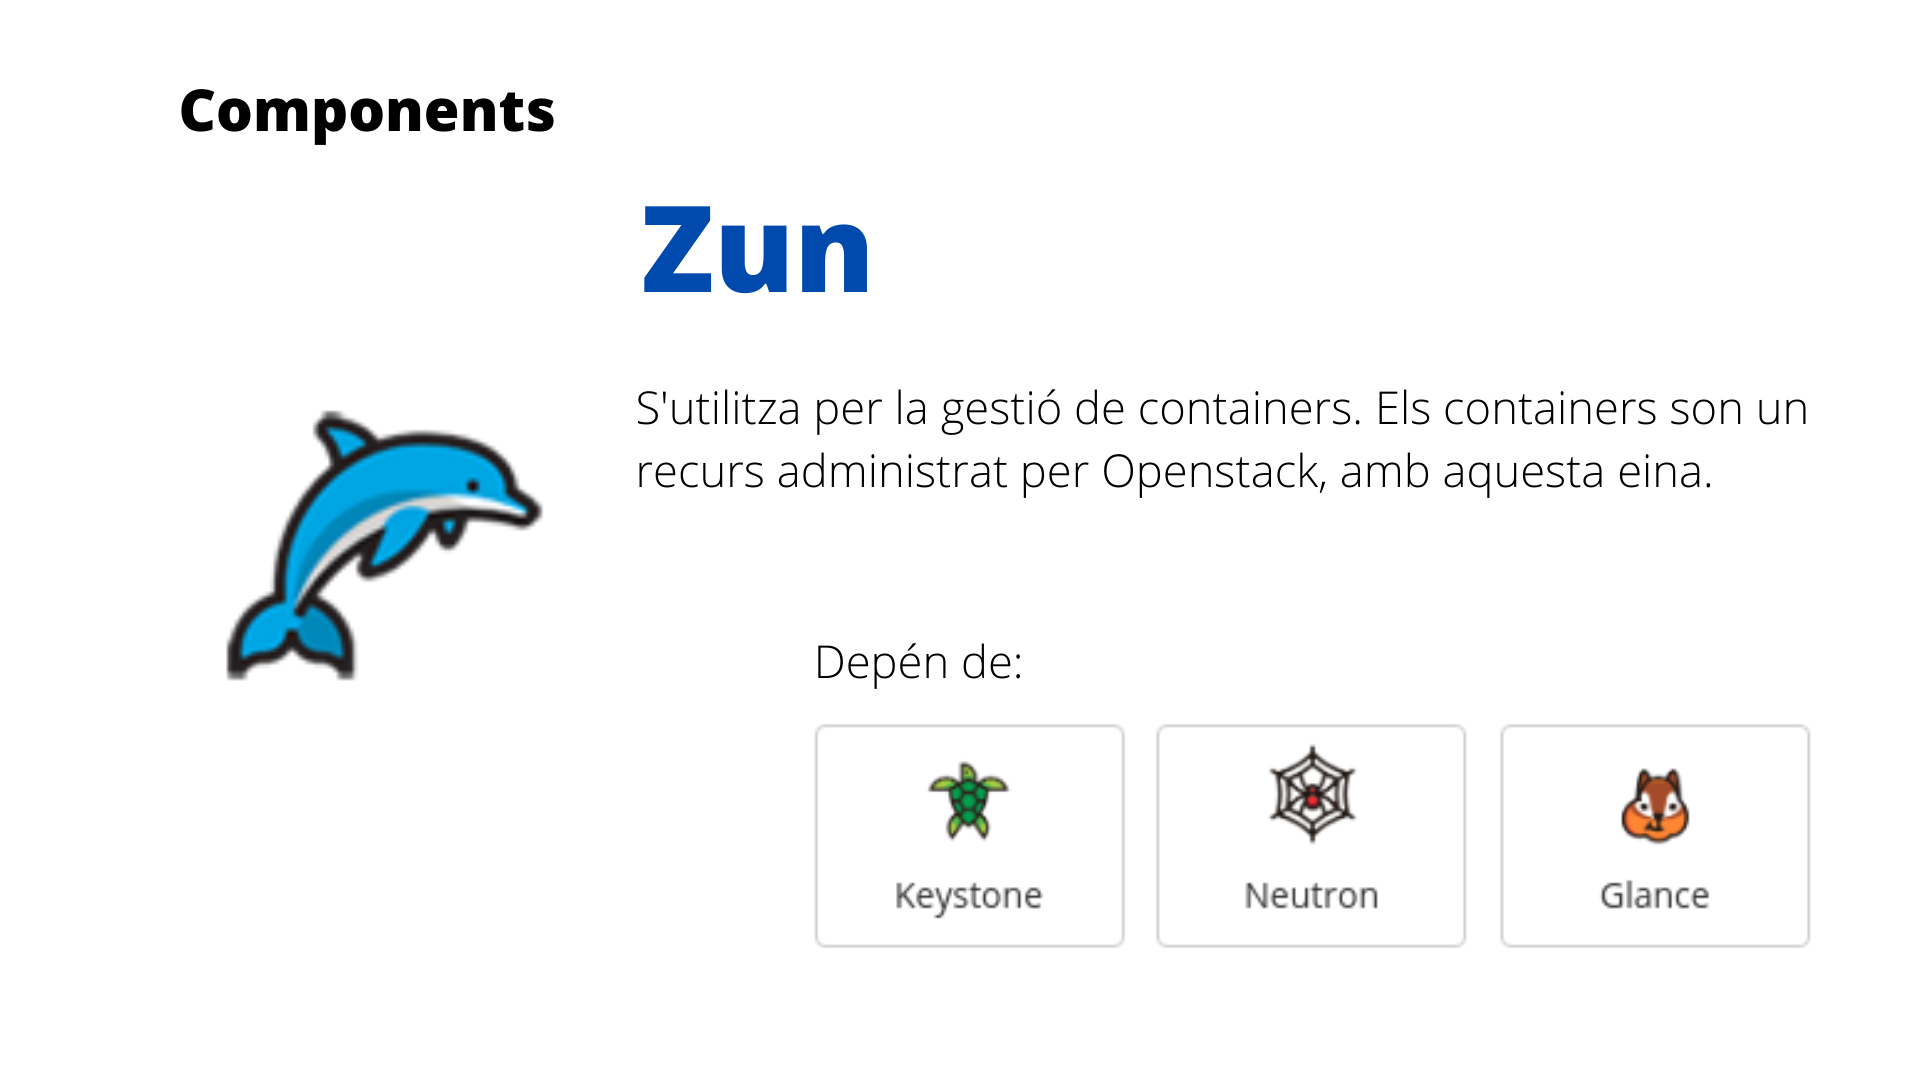 Components
Zun
S'utilitza per la gestió de containers. Els containers son un
recurs administrat per Openstack, amb aquesta eina.
Depén de:
Keystone
Neutron
Glance